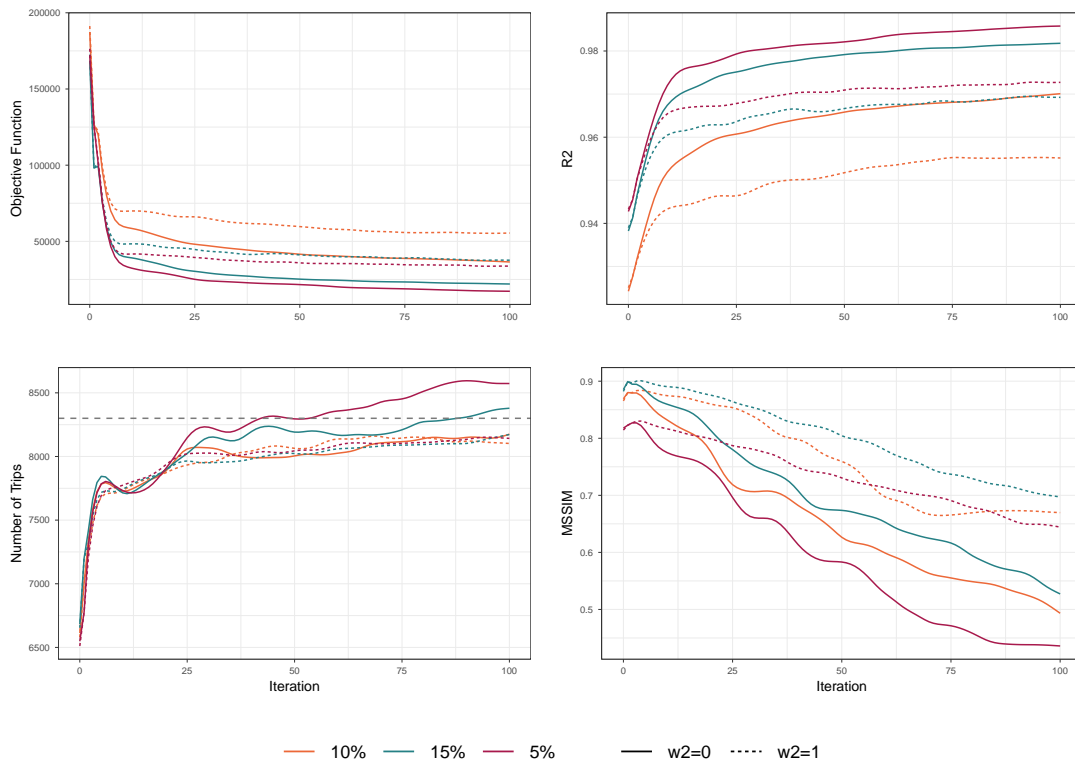 200000
150000
100000
50000
Objective Function
0 25 50 75 100
0.98
0.96
0.94
R2
0 25 50 75 100
8500
8000
7500
7000
6500
Number of Trips
0 25 50 75 100
Iteration
0.9
0.8
0.7
0.6
0.5
MSSIM
0 25 50 75 100
Iteration
10% 15% 5% w2=0 w2=1